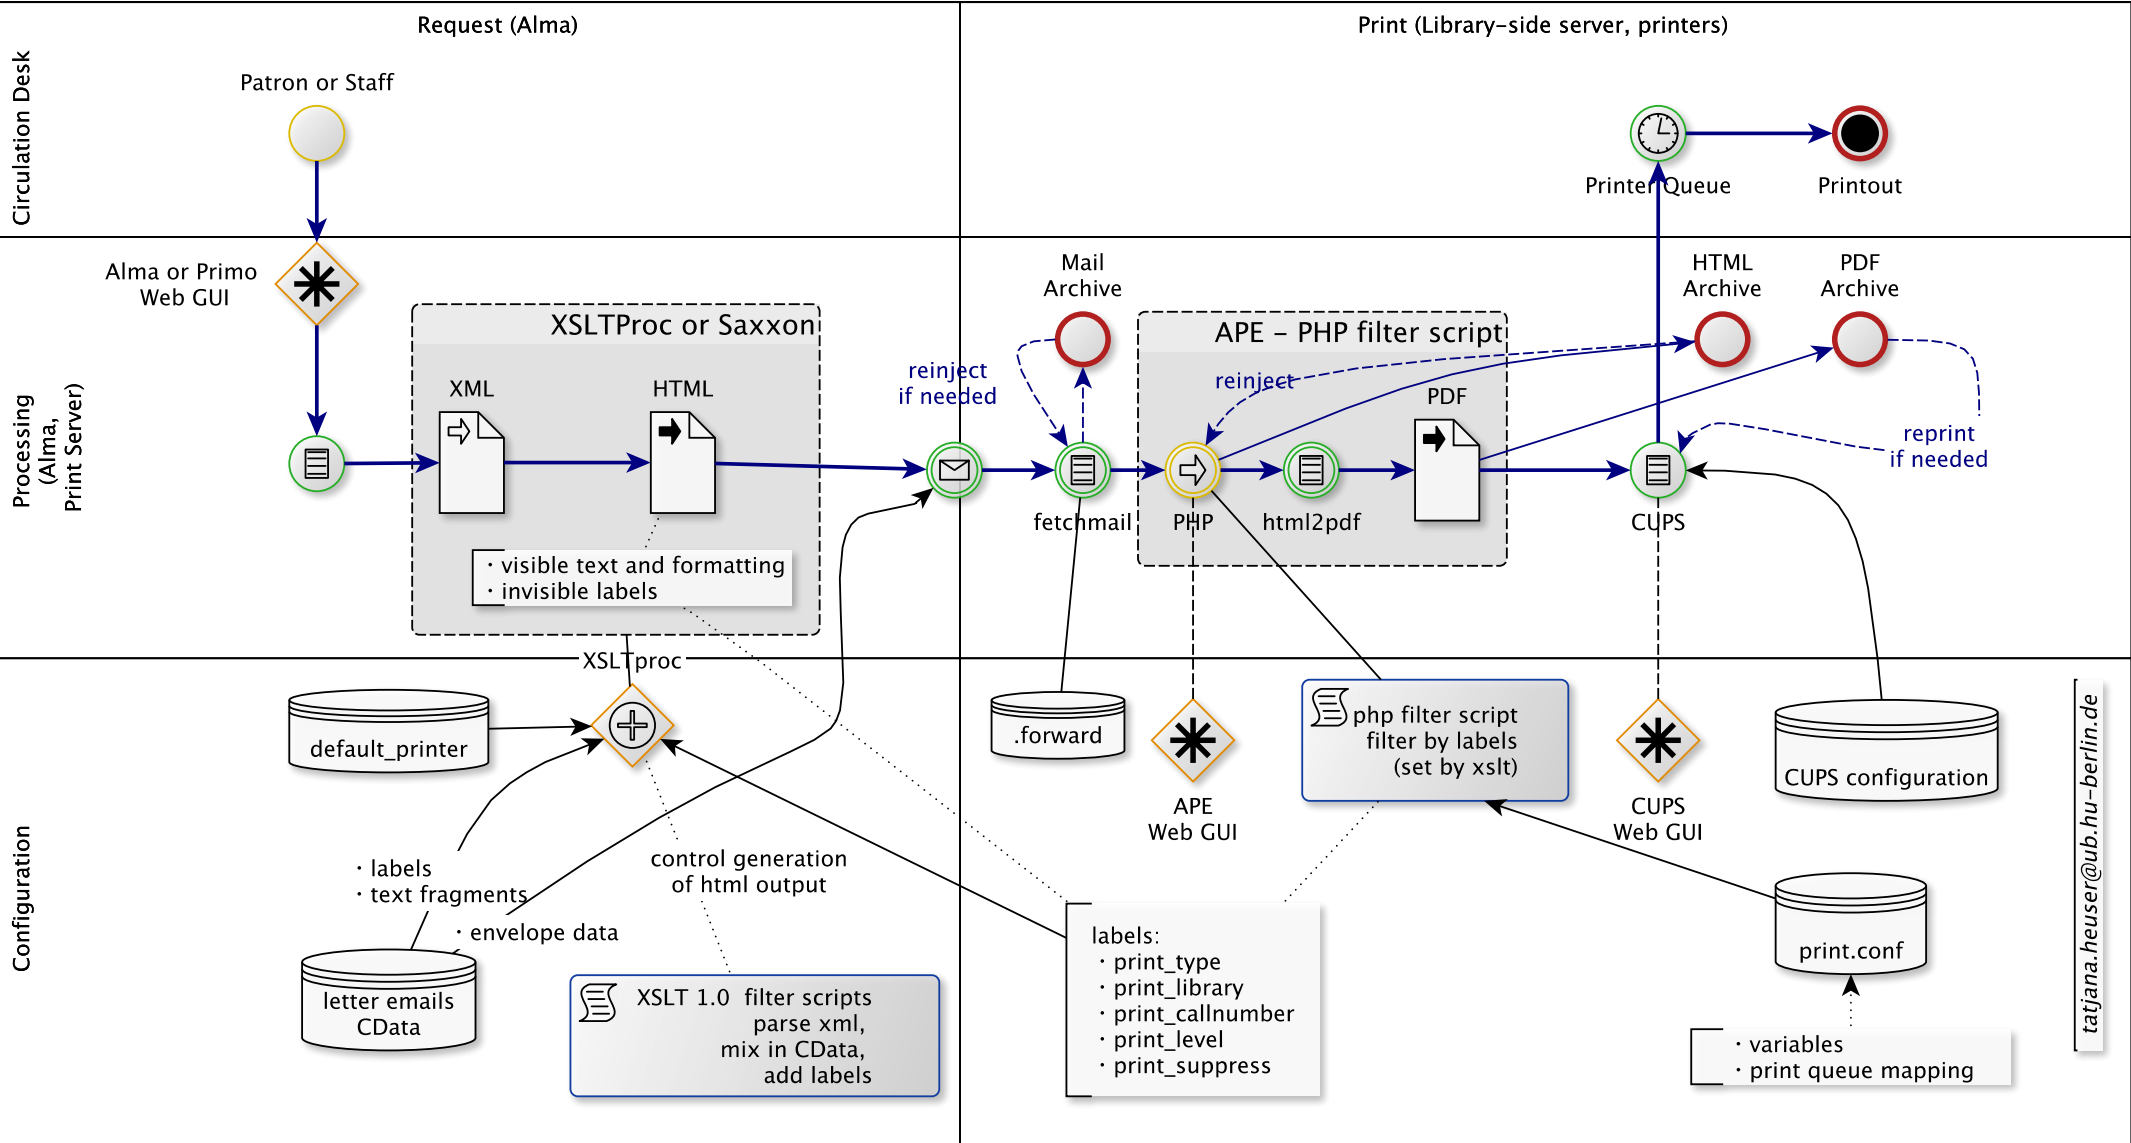 Request (Alma)
Print (Library-side server, printers)
Circulation Desk
Patron or Staff
Printer Queue
Printout
Processing
(Alma,
Print Server)
Alma or Primo
Web GUI
XSLTProc or Saxxon
XML
HTML
· visible text and formatting
· invisible labels
reinject
if needed
Mail
Archive
fetchmail
APE - PHP filter script
reinject
PHP
html2pdf
PDF
HTML
Archive
PDF
Archive
reprint
if needed
CUPS
Configuration
XSLTproc
default_printer
· labels
· text fragments
· envelope data
letter emails
CData
control generation
of html output
XSLT 1.0 filter scripts
parse xml,
mix in CData,
add labels
.forward
APE
Web GUI
php filter script
filter by labels
(set by xslt)
CUPS
Web GUI
CUPS configuration
labels:
· print_type
· print_library
· print_callnumber
· print_level
· print_suppress
print.conf
· variables
· print queue mapping
tatjana.heuser@ub.hu-berlin.de